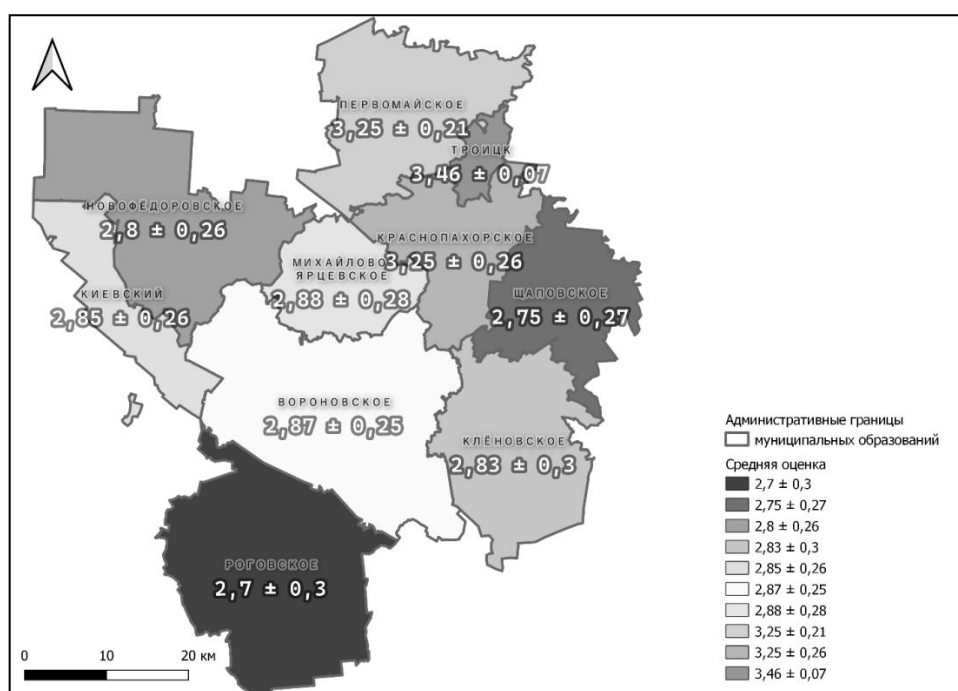 ПЕРВОМАЙСКОЕ
3,25 ± 0,21
ТРОИЦК
3,46 ± 0,07
НОВОФЁДОРОВСКОЕ
2,8 ± 0,26
КРАСНОПАХОРСКОЕ
3,25 ± 0,26
МИХАЙЛОВО-
ЯРЦЕВСКОЕ
2,88 ± 0,28
КИЕВСКИЙ
2,85 ± 0,26
ЩАПОВСКОЕ
2,75 ± 0,27
ВОРОНОВСКОЕ
2,87 ± 0,25
КЛЁНОВСКОЕ
2,83 ± 0,3
РОГОВСКОЕ
2,7 ± 0,3
0 10 20 км
Административные границы
муниципальных образований
Средняя оценка
2,7 ± 0,3
2,75 ± 0,27
2,8 ± 0,26
2,83 ± 0,3
2,85 ± 0,26
2,87 ± 0,25
2,88 ± 0,28
3,25 ± 0,21
3,25 ± 0,26
3,46 ± 0,07